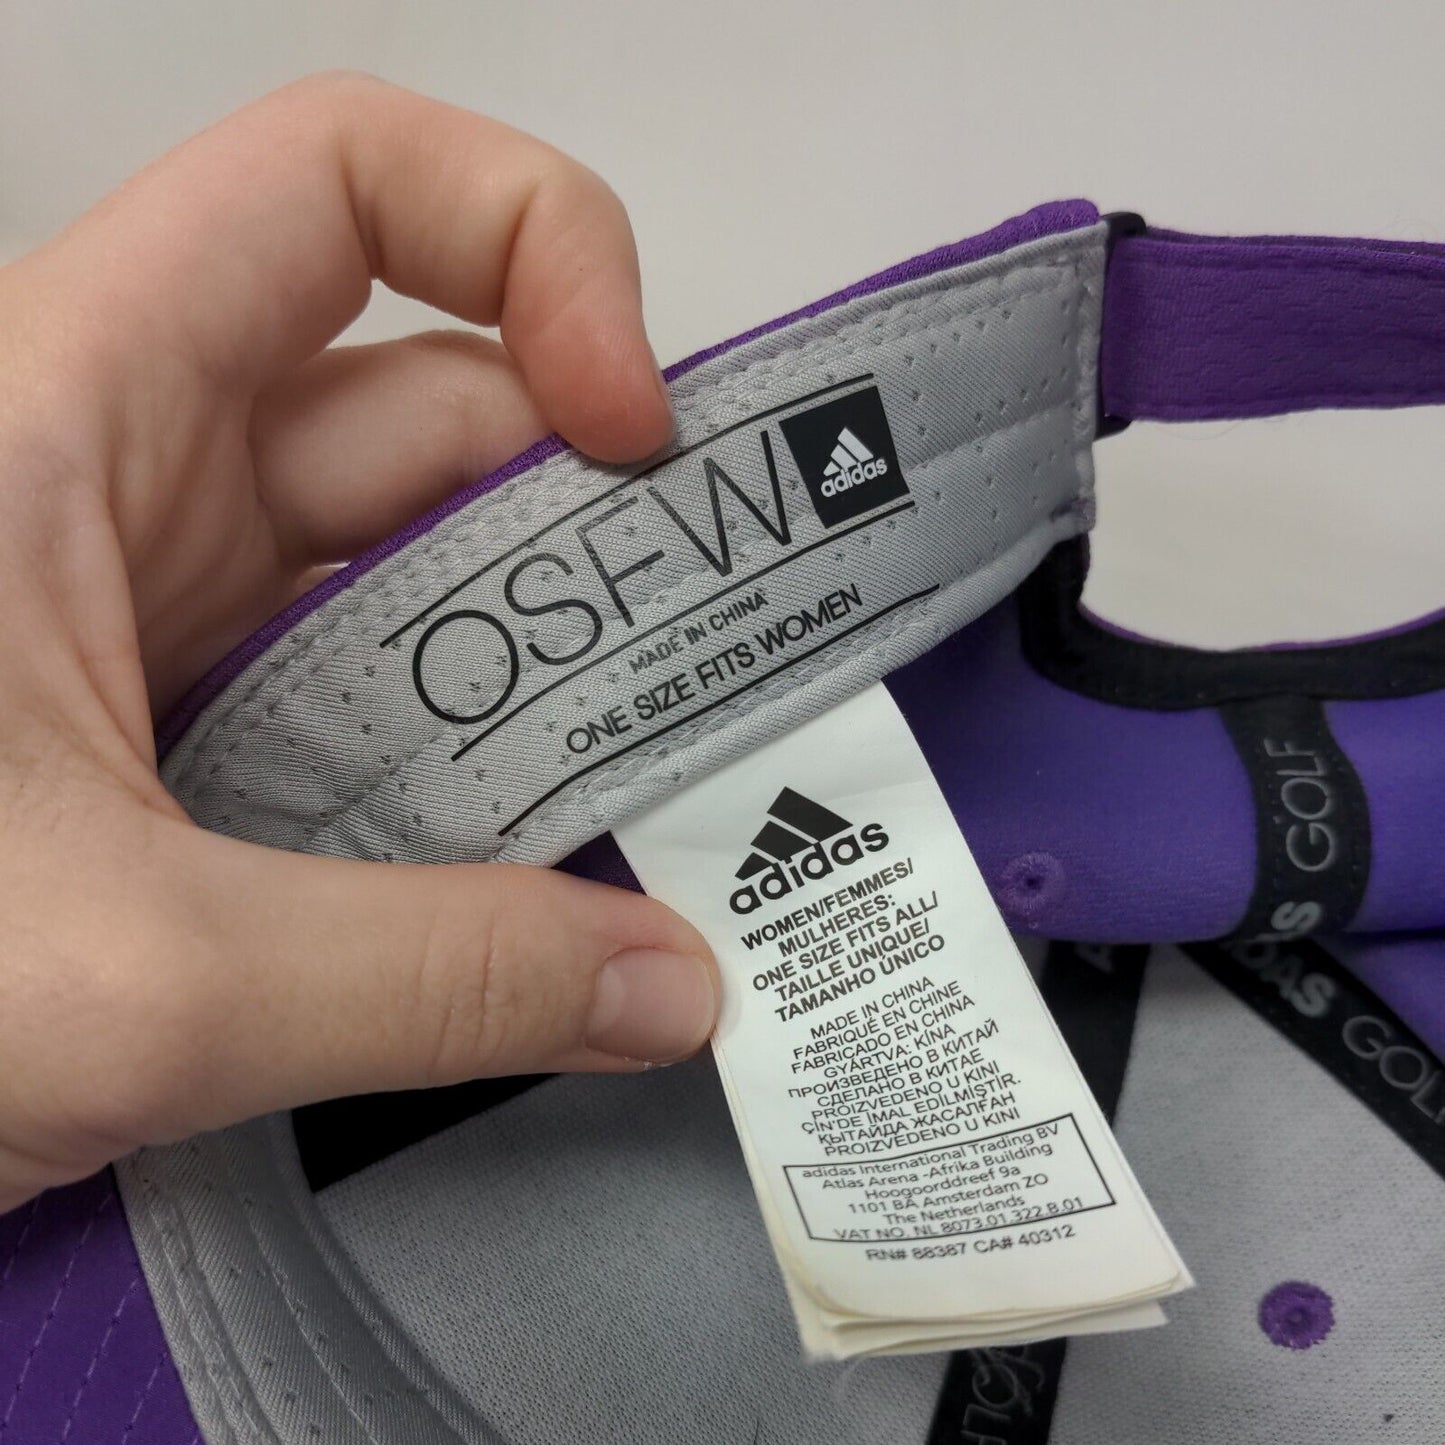 OSFW
adidas
MADE IN CHINA
ONE SIZE FITS WOMEN
adidas
WOMEN/FEMMES/
MULHERES:
ONE SIZE FITS ALL/
TAILLE UNIQUE/
TAMANHO ÚNICO
MADE IN CHINA
FABRIQUÉ EN CHINE
FABRICADO EN CHINA
GYÁRTVA: KÍNA
ПРОИЗВЕДЕНО В КИТАЙ
СДЕЛАНО В КИТАЕ
PROIZVEDENO U KINI
ÇİN'DE İMAL EDİLMİŞTİR.
ҚЫТАЙДА ЖАСАЛҒАН
PROIZVEDENO U KINI
adidas International Trading BV
Atlas Arena -Afrika Building
Hoogoorddreef 9a
1101 BA Amsterdam ZO
The Netherlands
VAT NO. NL 8073.01.322.B.01
RN# 88387 CA# 40312
GOLF
GOLF